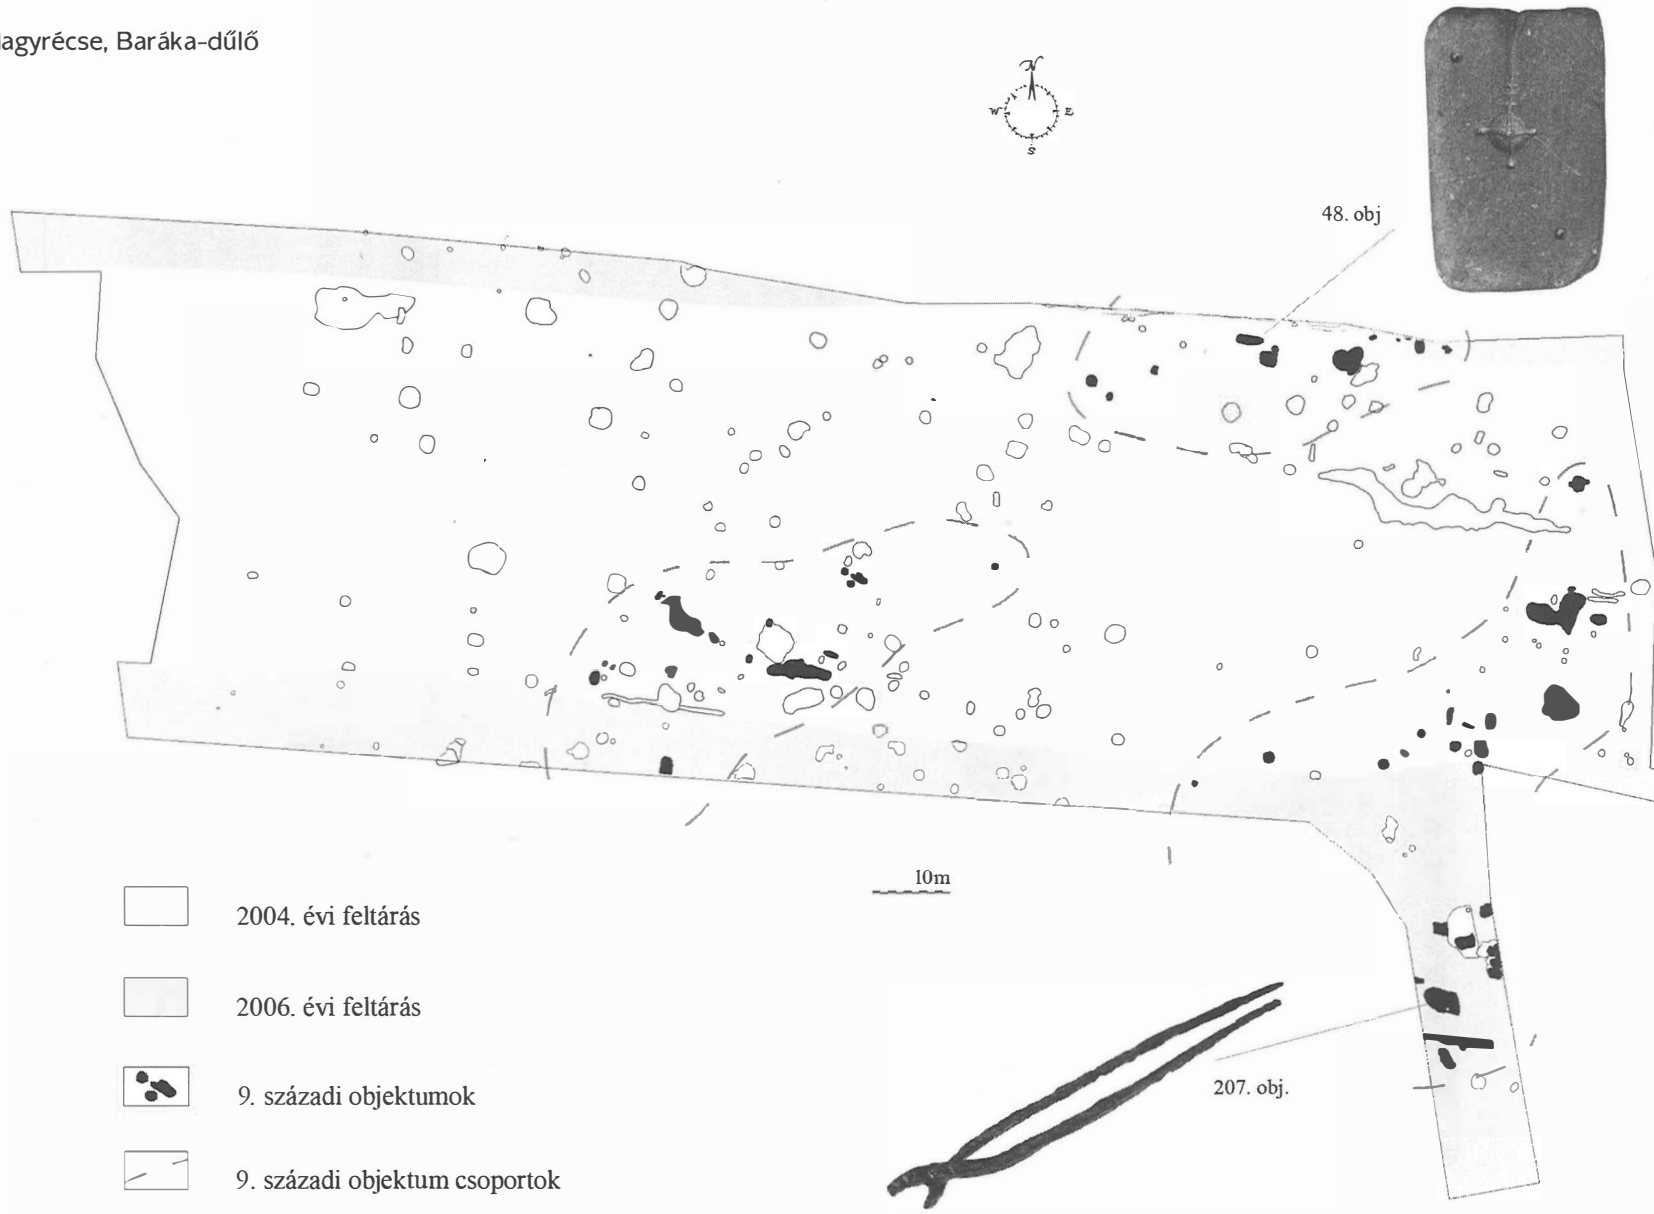 agyrécse, Baráka-dűlő
N
W E
S
48. obj
10m
2004. évi feltárás
2006. évi feltárás
207. obj.
9. századi objektumok
9. századi objektum csoportok